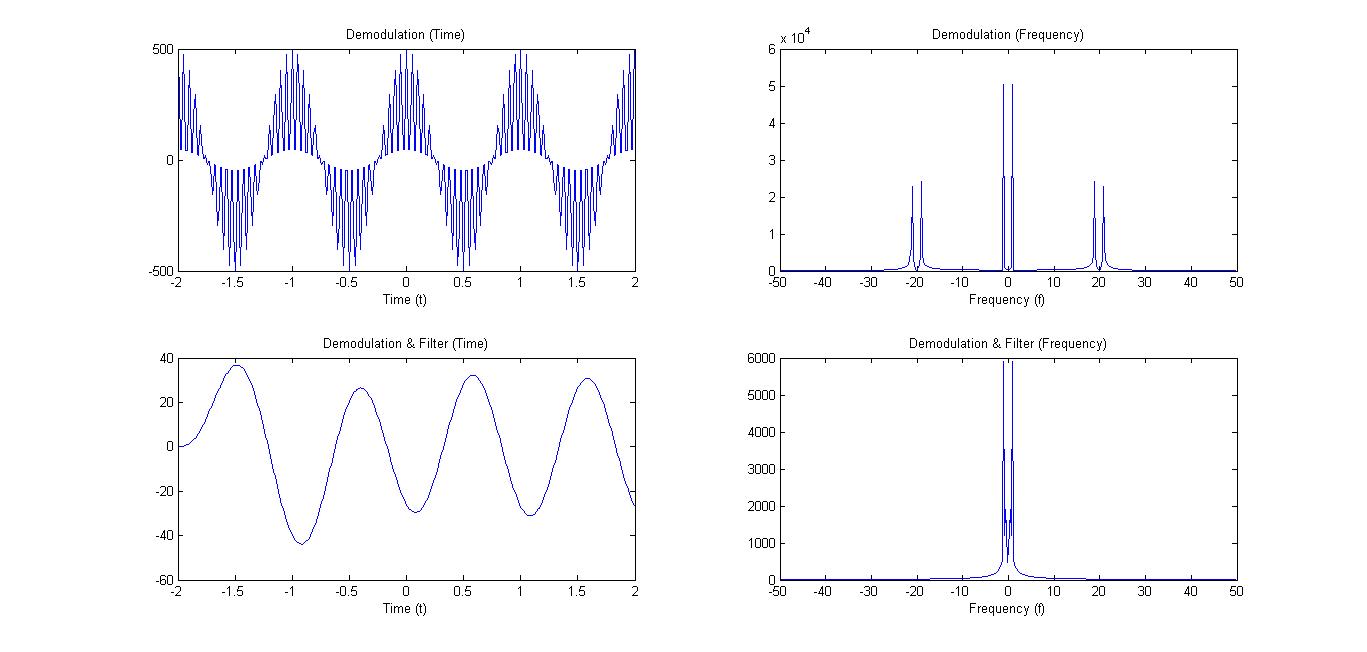 Demodulation (Time)
500
0
-500
-2 -1.5 -1 -0.5 0 0.5 1 1.5 2
Time (t)
Demodulation (Frequency)
x 10^4
6
5
4
3
2
1
0
-50 -40 -30 -20 -10 0 10 20 30 40 50
Frequency (f)
Demodulation & Filter (Time)
40
20
0
-20
-40
-60
-2 -1.5 -1 -0.5 0 0.5 1 1.5 2
Time (t)
Demodulation & Filter (Frequency)
6000
5000
4000
3000
2000
1000
0
-50 -40 -30 -20 -10 0 10 20 30 40 50
Frequency (f)